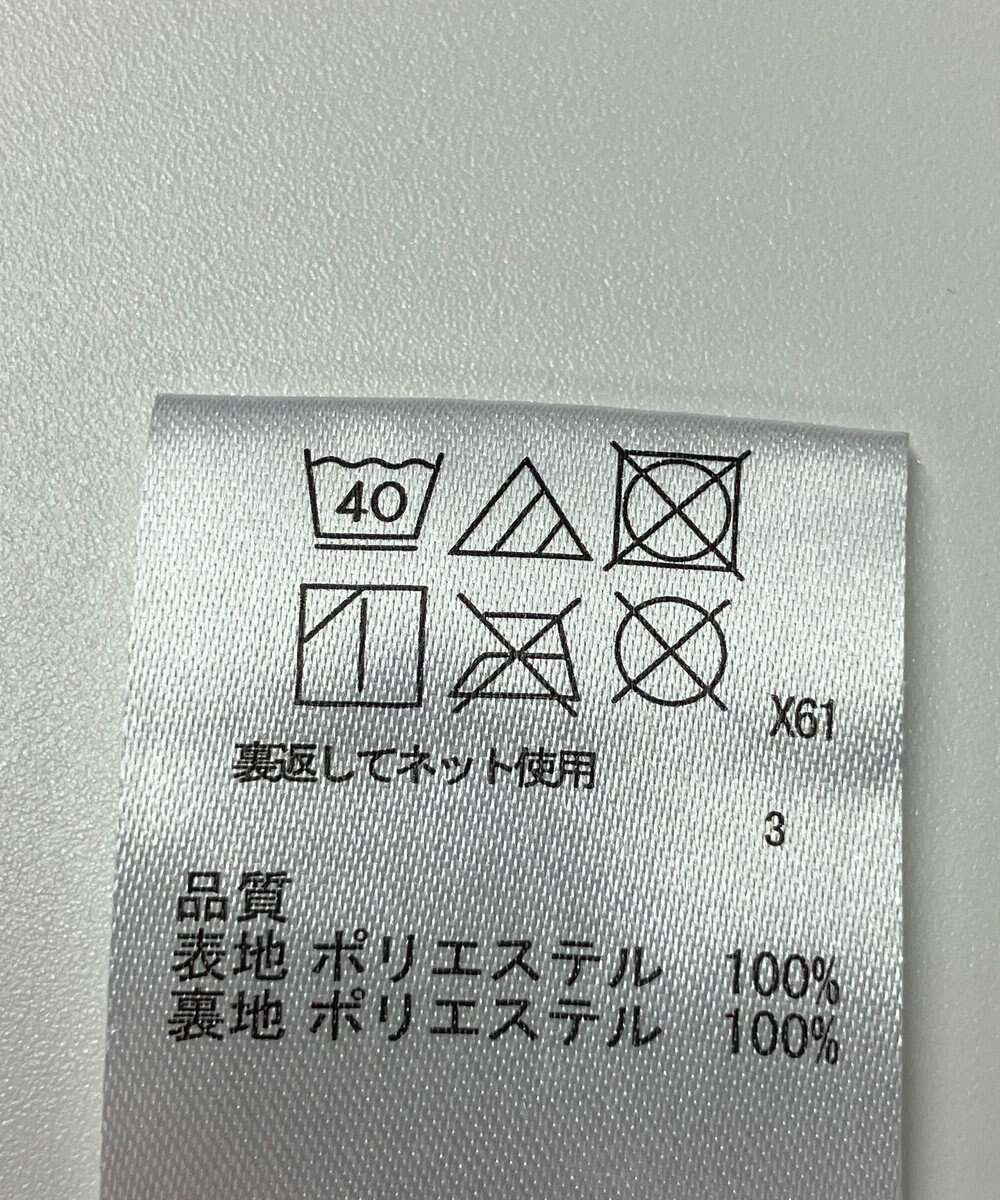 40
X61
裏返してネット使用
3
品質
表地 ポリエステル 100%
裏地 ポリエステル 100%